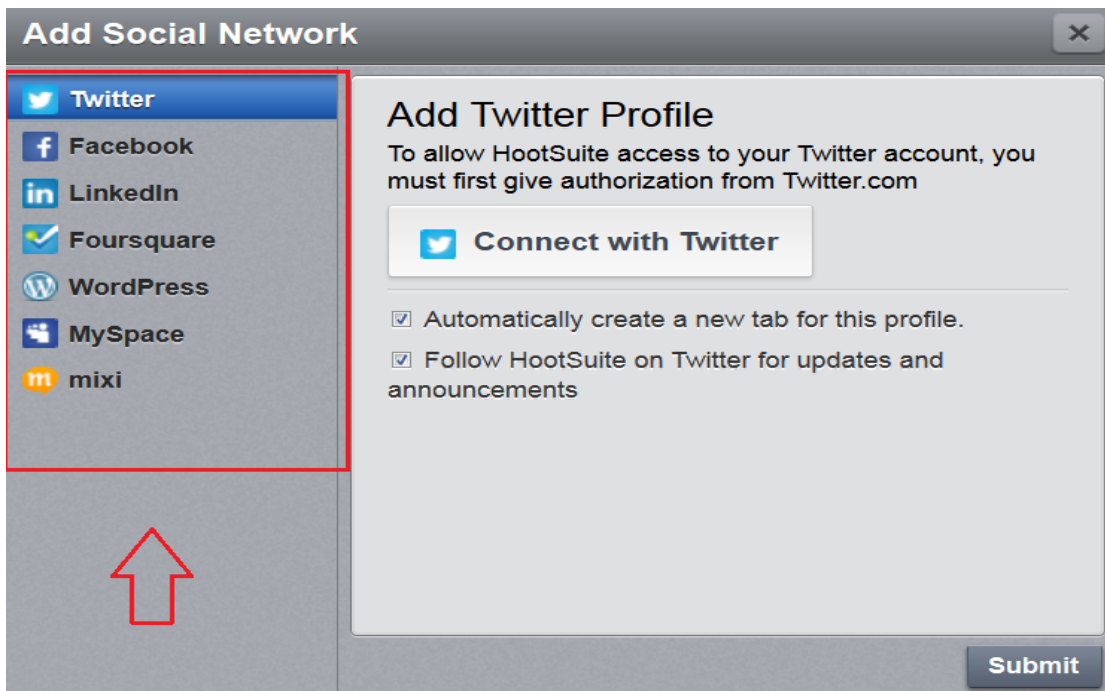 Add Social Network
Twitter
Facebook
LinkedIn
Foursquare
WordPress
MySpace
mixi
Add Twitter Profile
To allow HootSuite access to your Twitter account, you
must first give authorization from Twitter.com
Connect with Twitter
Automatically create a new tab for this profile.
Follow HootSuite on Twitter for updates and
announcements
Submit